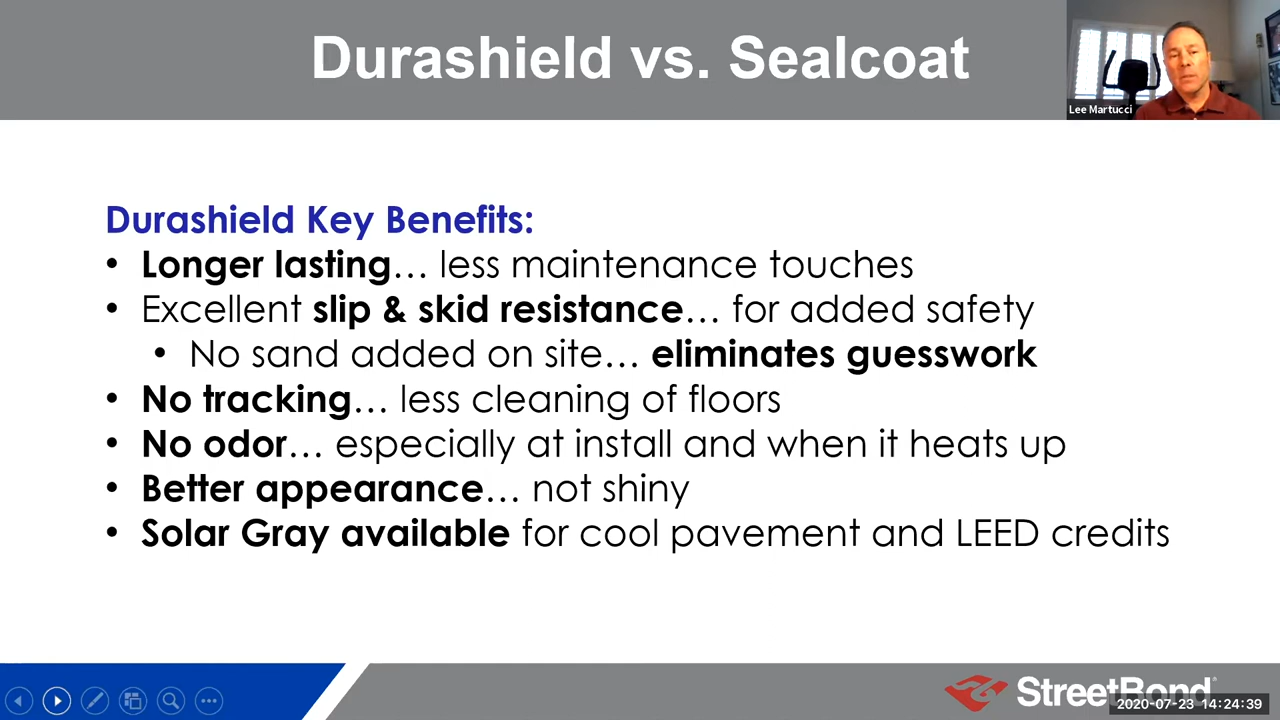 Durashield vs. Sealcoat
Lee Martucci
Durashield Key Benefits:
• Longer lasting… less maintenance touches
• Excellent slip & skid resistance… for added safety
• No sand added on site… eliminates guesswork
• No tracking… less cleaning of floors
• No odor… especially at install and when it heats up
• Better appearance… not shiny
• Solar Gray available for cool pavement and LEED credits
StreetBond
2020-07-23 14:24:39